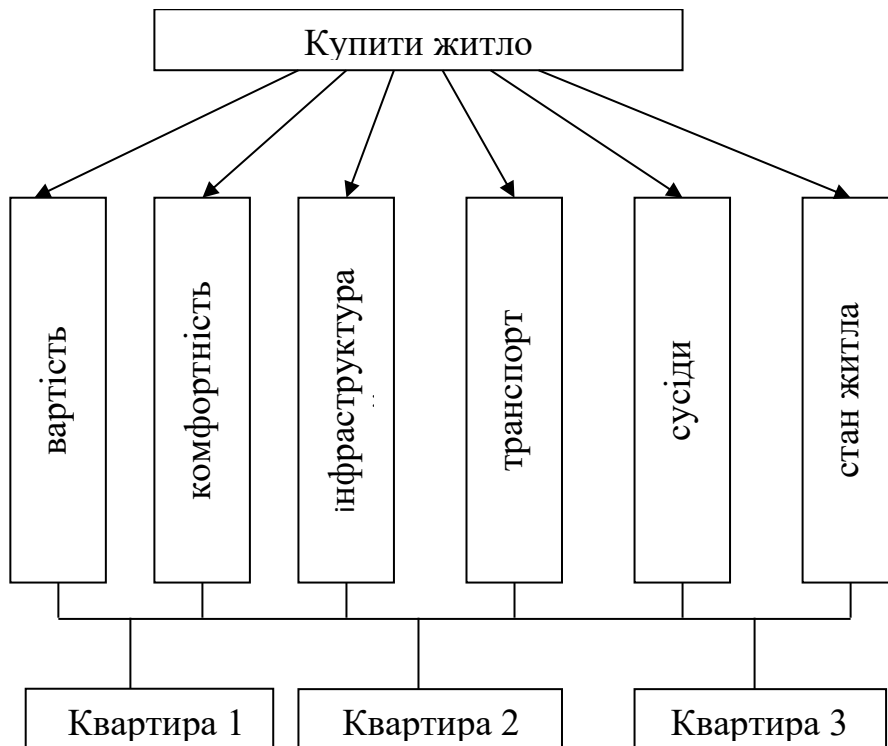 Купити житло
вартість
комфортність
інфраструктура
транспорт
сусіди
стан житла
Квартира 1
Квартира 2
Квартира 3